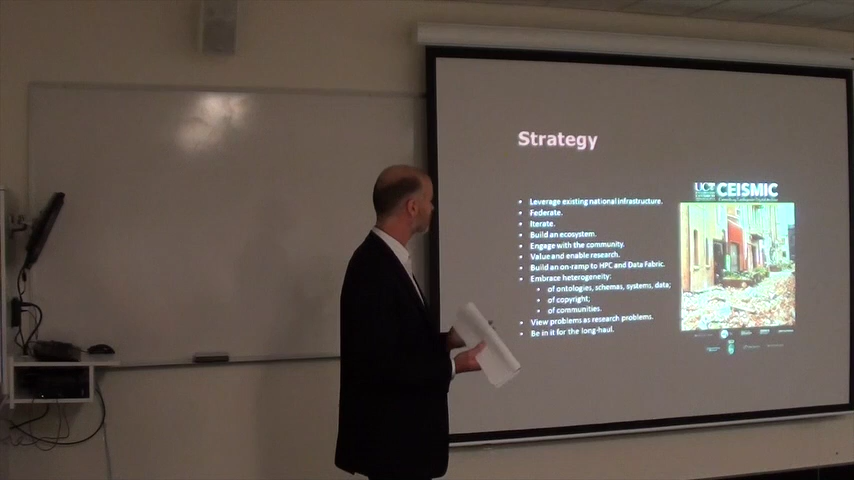 Strategy
UC
CEISMIC
• Leverage existing national infrastructure.
• Federate.
• Iterate.
• Build an ecosystem.
• Engage with the community.
• Value and enable research.
• Build an on-ramp to HPC and Data Fabric.
• Embrace heterogeneity:
• of ontologies, schemas, systems, data;
• of copyright;
• of communities.
• View problems as research problems.
• Be in it for the long-haul.